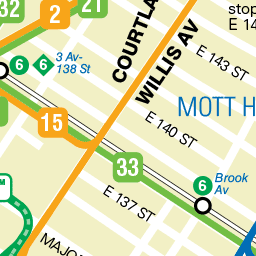 32
2
21
stop
E 14
3 Av-
138 St
6
6
COURTLA
WILLIS AV
E 143 ST
MOTT H
E 140 ST
15
33
6
Brook
Av
E 137 ST
MAJO